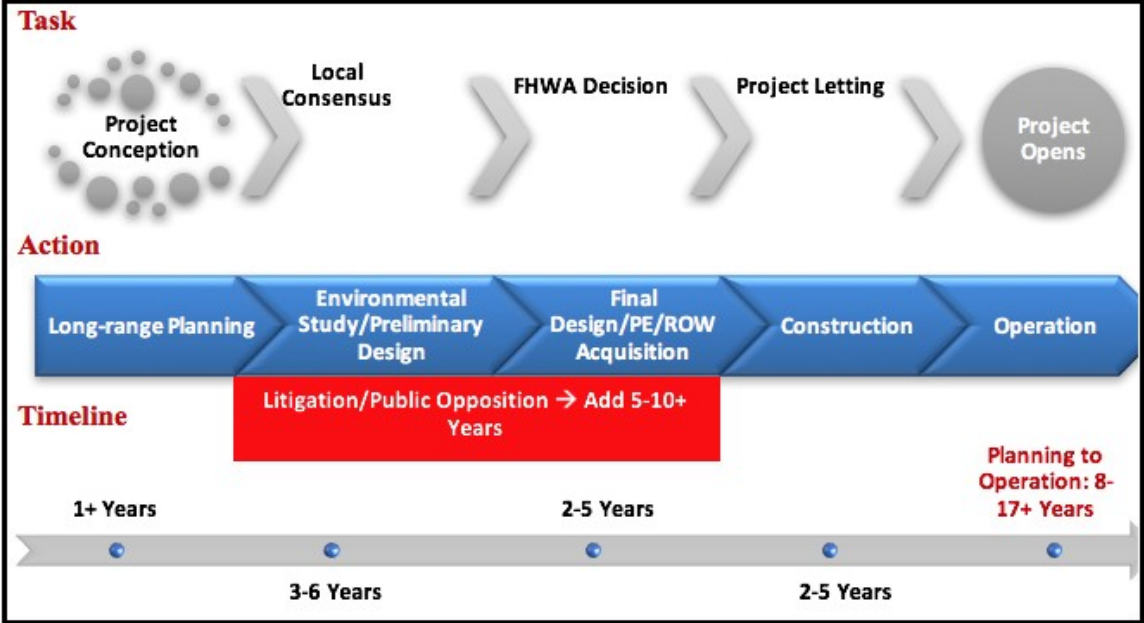 Task
Project
Conception
Local
Consensus
FHWA Decision
Project Letting
Project
Opens
Action
Long-range Planning
Environmental
Study/Preliminary
Design
Final
Design/PE/ROW
Acquisition
Construction
Operation
Litigation/Public Opposition → Add 5-10+
Years
Timeline
1+ Years
3-6 Years
2-5 Years
2-5 Years
Planning to
Operation: 8-
17+ Years